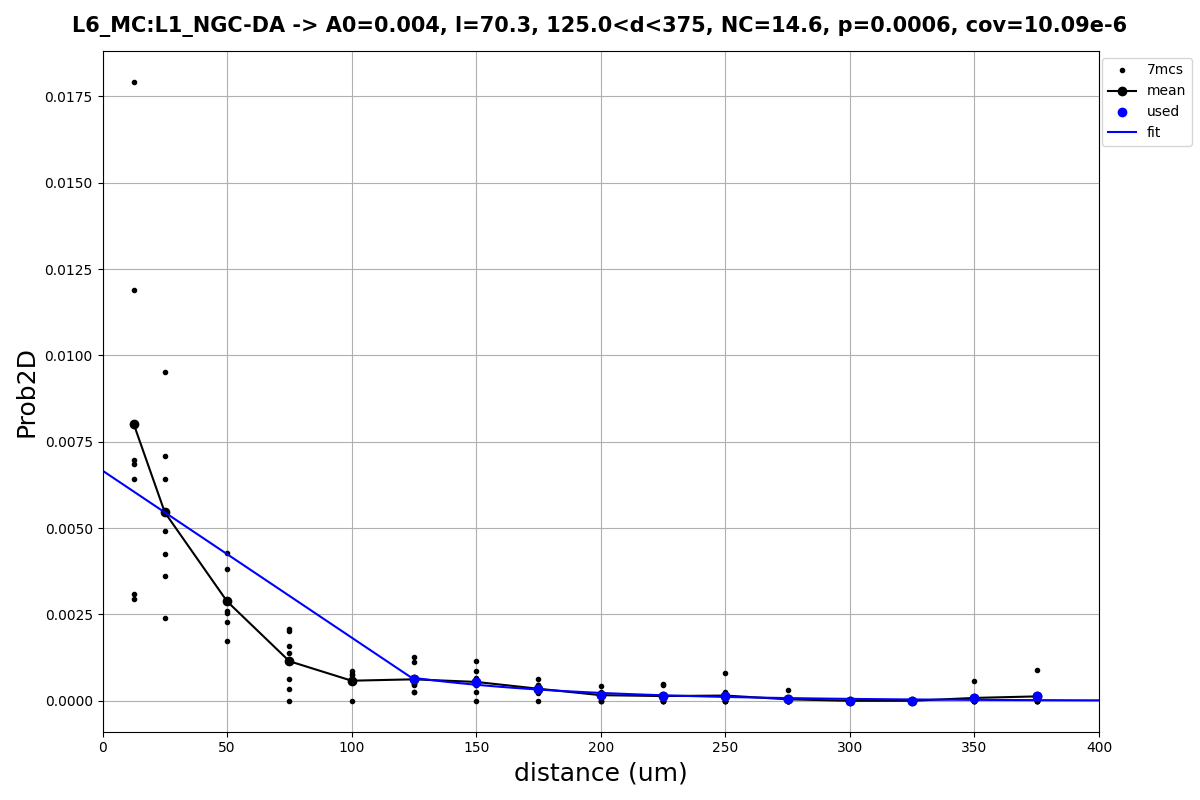 L6_MC:L1_NGC-DA -> A0=0.004, l=70.3, 125.0<d<375, NC=14.6, p=0.0006, cov=10.09e-6
7mcs
mean
used
fit
Prob2D
0.0175
0.0150
0.0125
0.0100
0.0075
0.0050
0.0025
0.0000
0 50 100 150 200 250 300 350 400
distance (um)